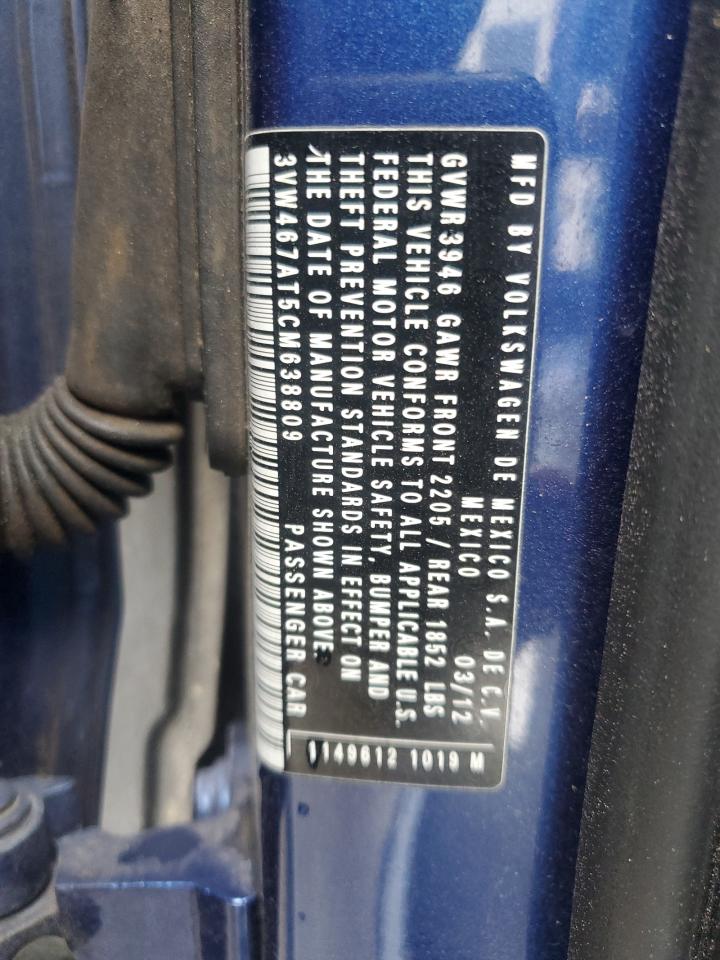 MFD BY VOLKSWAGEN DE MEXICO S.A. DE C.V.
MEXICO 03/12
GVWR 3946 GAWR FRONT 2205 / REAR 1852 LBS
THIS VEHICLE CONFORMS TO ALL APPLICABLE U.S.
FEDERAL MOTOR VEHICLE SAFETY, BUMPER AND
THEFT PREVENTION STANDARDS IN EFFECT ON
THE DATE OF MANUFACTURE SHOWN ABOVE.
3VW467AT5CM638809 PASSENGER CAR
1149612 1019 M